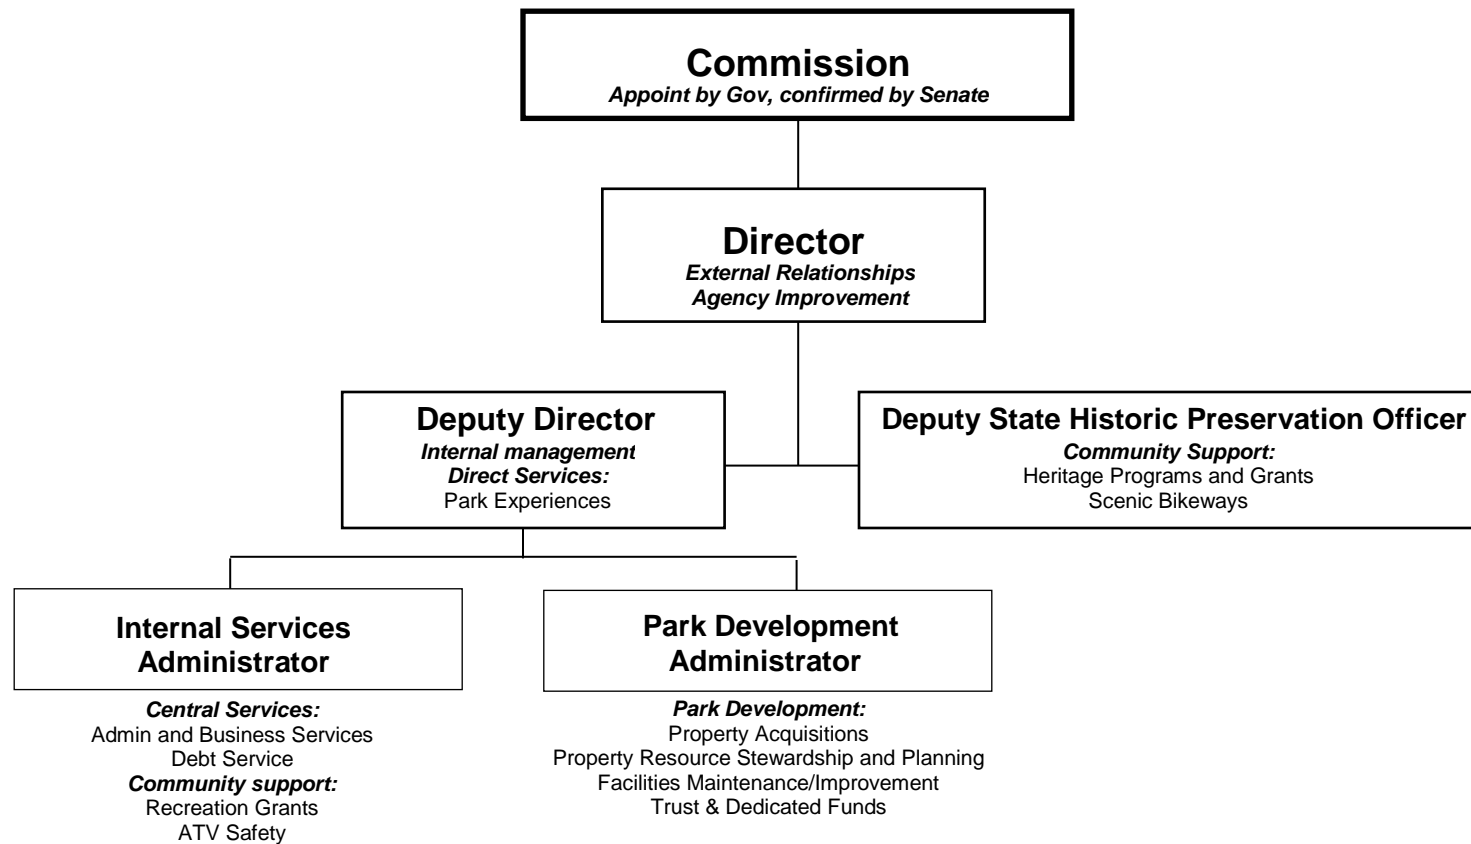 Commission
Appoint by Gov, confirmed by Senate
Director
External Relationships
Agency Improvement
Deputy Director
Internal management
Direct Services:
Park Experiences
Deputy State Historic Preservation Officer
Community Support:
Heritage Programs and Grants
Scenic Bikeways
Internal Services
Administrator
Central Services:
Admin and Business Services
Debt Service
Community support:
Recreation Grants
ATV Safety
Park Development
Administrator
Park Development:
Property Acquisitions
Property Resource Stewardship and Planning
Facilities Maintenance/Improvement
Trust & Dedicated Funds